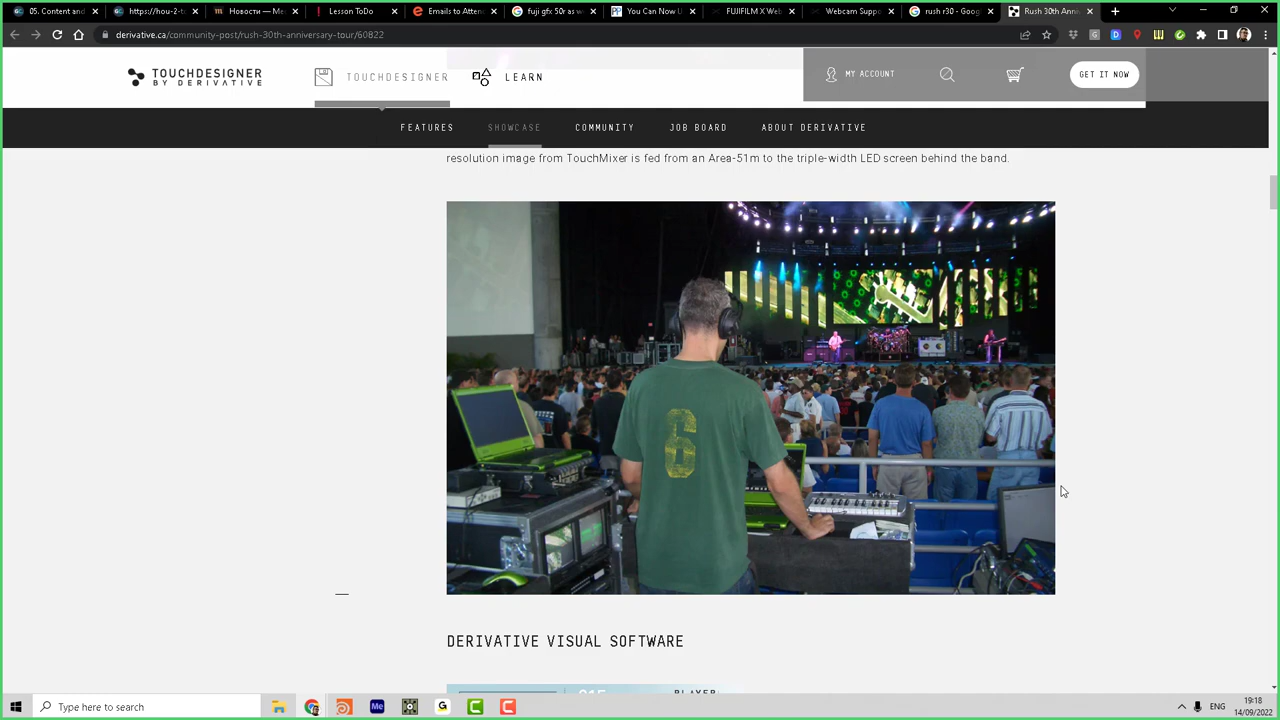 05. Content and
https://hou-2-t
Новости — Ме
Lesson ToDo
Emails to Atten
fuji gfx 50r as w
You Can Now U
FUJIFILM X Web
Webcam Suppo
rush r30 - Goog
Rush 30th Anni
derivative.ca/community-post/rush-30th-anniversary-tour/60822
TOUCHDESIGNER
BY DERIVATIVE
TOUCHDESIGNER
LEARN
MY ACCOUNT
GET IT NOW
FEATURES
SHOWCASE
COMMUNITY
JOB BOARD
ABOUT DERIVATIVE
resolution image from TouchMixer is fed from an Area-51m to the triple-width LED screen behind the band.
6
DERIVATIVE VISUAL SOFTWARE
PLAYER
Type here to search
ENG
19:18
14/09/2022